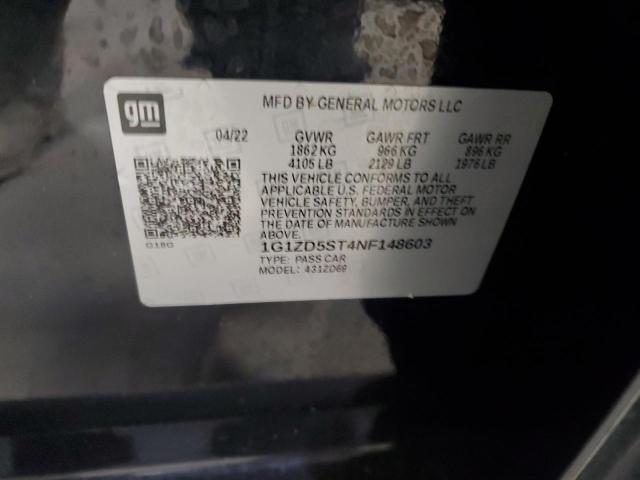 gm
MFD BY GENERAL MOTORS LLC
04/22 GVWR GAWR FRT GAWR RR
1862 KG 966 KG 896 KG
4105 LB 2129 LB 1976 LB
THIS VEHICLE CONFORMS TO ALL
APPLICABLE U.S. FEDERAL MOTOR
VEHICLE SAFETY, BUMPER, AND THEFT
PREVENTION STANDARDS IN EFFECT ON
THE DATE OF MANUFACTURE SHOWN
ABOVE.
G18G
1G1ZD5ST4NF148603
TYPE: PASS CAR
MODEL: 431ZD69